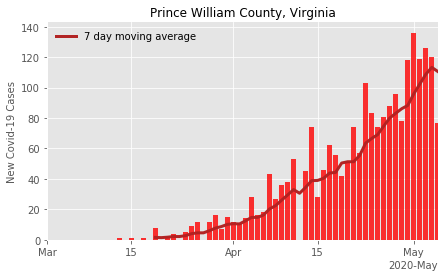 Prince William County, Virginia
7 day moving average
New Covid-19 Cases
140
120
100
80
60
40
20
0
Mar
15
Apr
15
May
2020-May